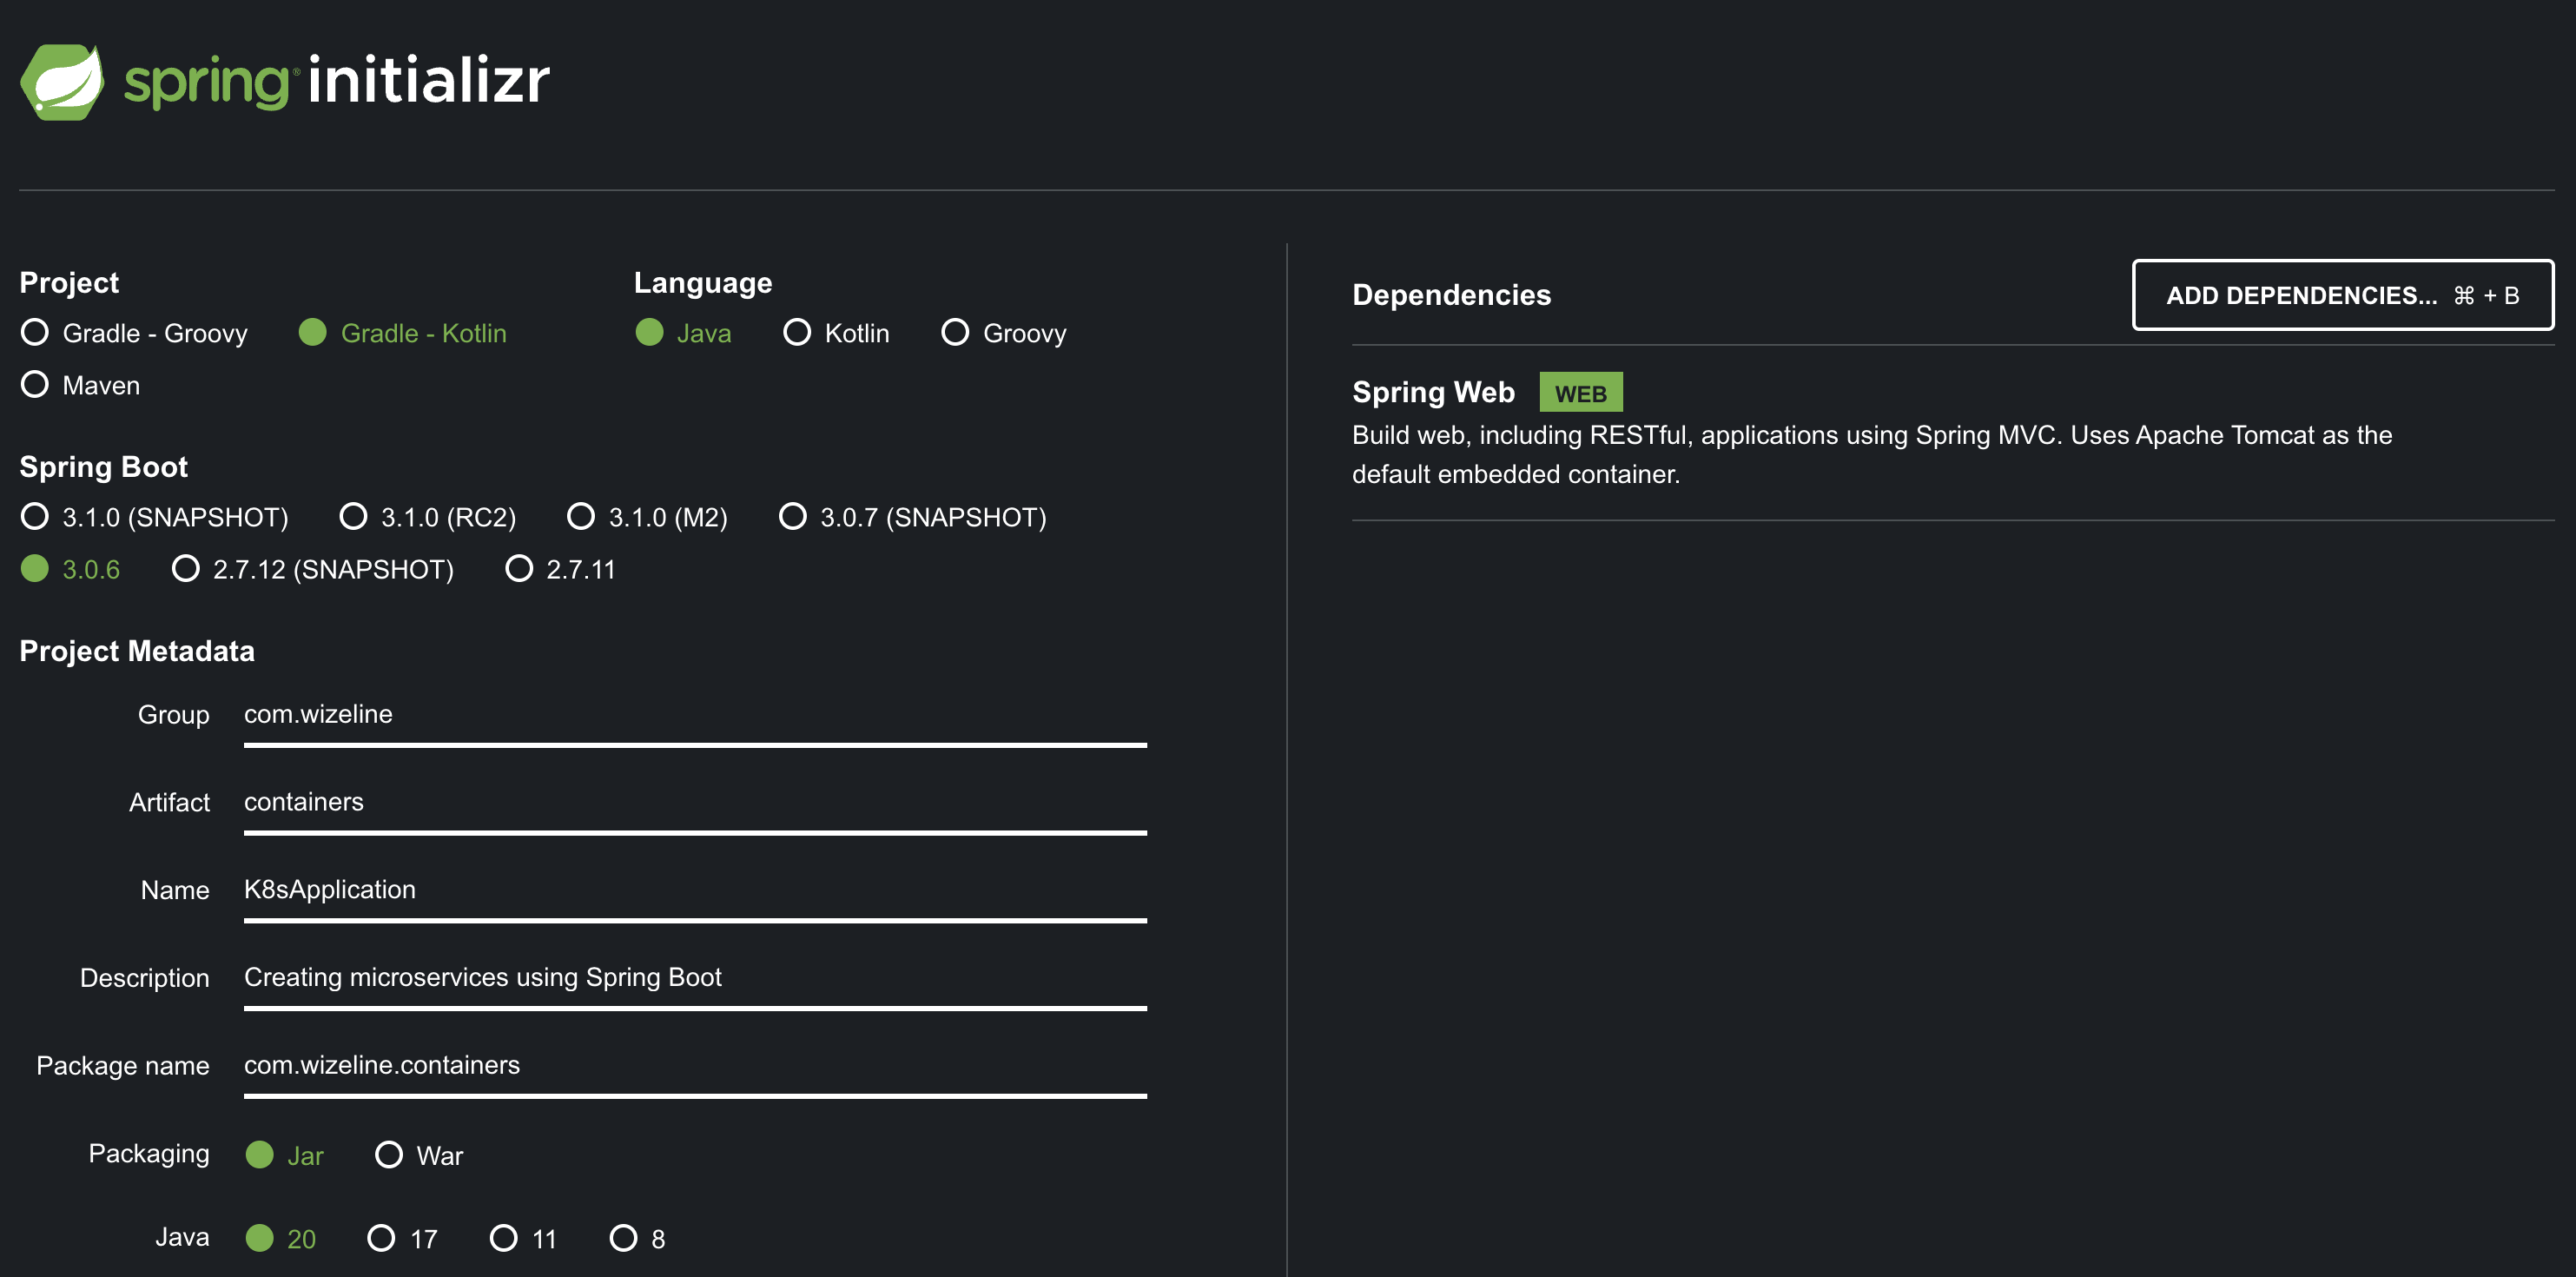 spring® initializr
Project
Gradle - Groovy Gradle - Kotlin
Maven
Language
Java Kotlin Groovy
Spring Boot
3.1.0 (SNAPSHOT) 3.1.0 (RC2) 3.1.0 (M2) 3.0.7 (SNAPSHOT)
3.0.6 2.7.12 (SNAPSHOT) 2.7.11
Project Metadata
Group com.wizeline
Artifact containers
Name K8sApplication
Description Creating microservices using Spring Boot
Package name com.wizeline.containers
Packaging Jar War
Java 20 17 11 8
Dependencies
ADD DEPENDENCIES... ⌘ + B
Spring Web WEB
Build web, including RESTful, applications using Spring MVC. Uses Apache Tomcat as the
default embedded container.